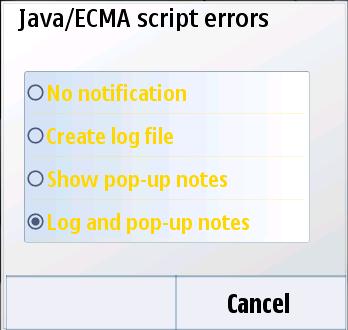 Java/ECMA script errors
No notification
Create log file
Show pop-up notes
Log and pop-up notes
Cancel